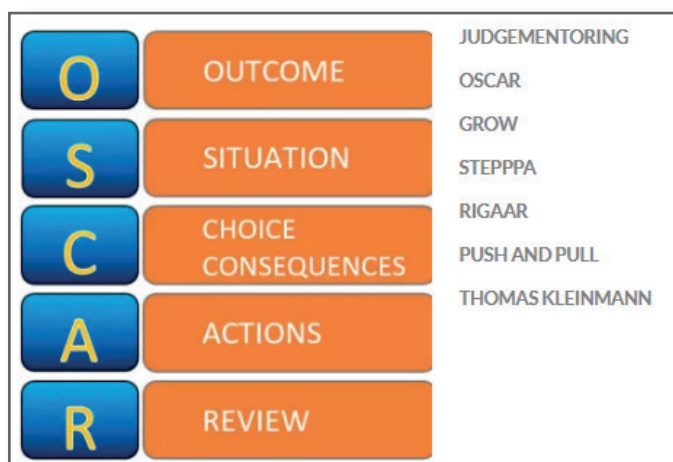 O OUTCOME
S SITUATION
C CHOICE
CONSEQUENCES
A ACTIONS
R REVIEW
JUDGEMENTORING
OSCAR
GROW
STEPPPA
RIGAAR
PUSH AND PULL
THOMAS KLEINMANN